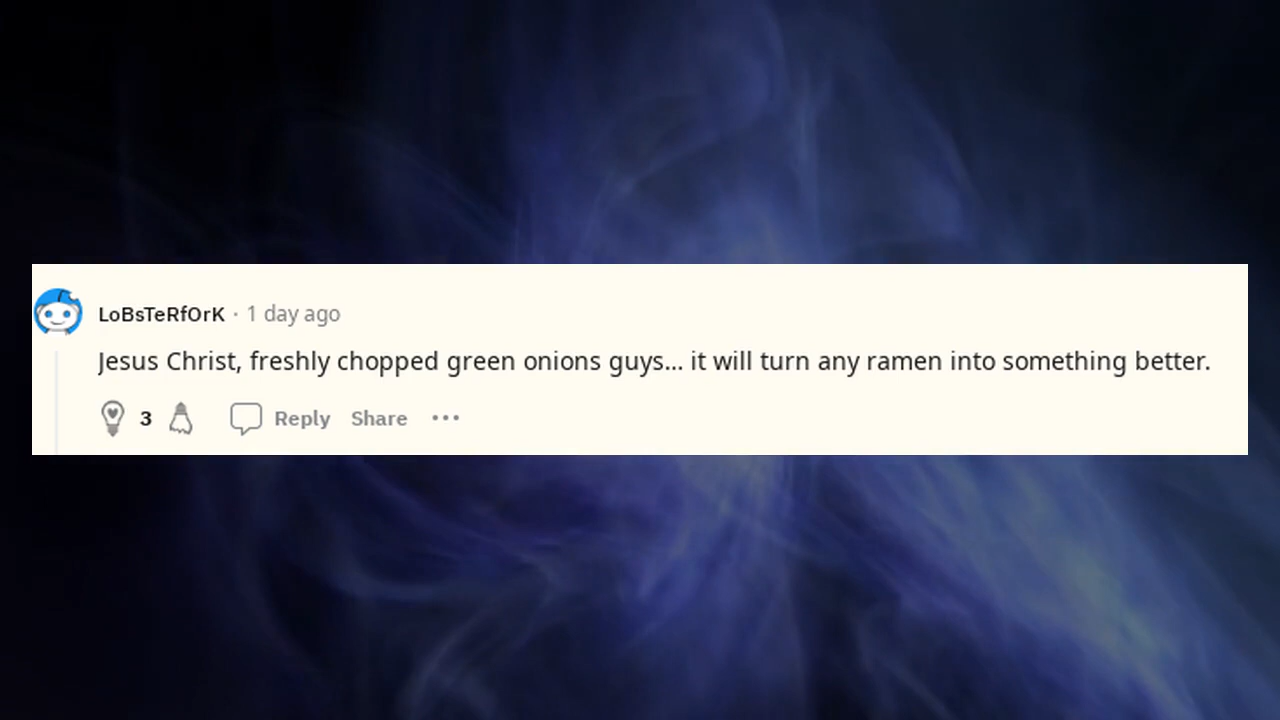 LoBsTeRfOrK · 1 day ago
Jesus Christ, freshly chopped green onions guys... it will turn any ramen into something better.
3 Reply Share ···